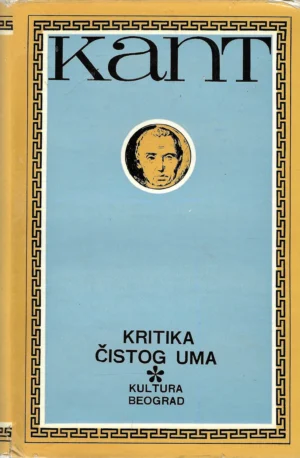 Kant
KRITIKA
ČISTOG UMA
*
KULTURA
BEOGRAD